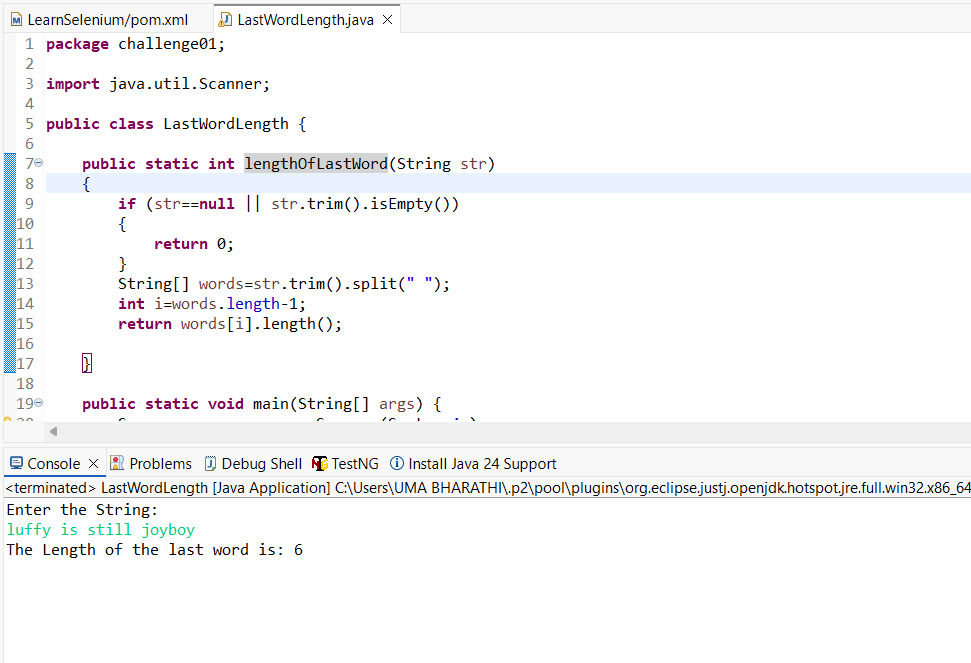 LearnSelenium/pom.xml LastWordLength.java
1 package challenge01;
2
3 import java.util.Scanner;
4
5 public class LastWordLength {
6
7 public static int lengthOfLastWord(String str)
8 {
9 if (str==null || str.trim().isEmpty())
10 {
11 return 0;
12 }
13 String[] words=str.trim().split(" ");
14 int i=words.length-1;
15 return words[i].length();
16
17 }
18
19 public static void main(String[] args) {
Console Problems Debug Shell TestNG Install Java 24 Support
<terminated> LastWordLength [Java Application] C:\Users\UMA BHARATHI\.p2\pool\plugins\org.eclipse.justj.openjdk.hotspot.jre.full.win32.x86_64
Enter the String:
luffy is still joyboy
The Length of the last word is: 6